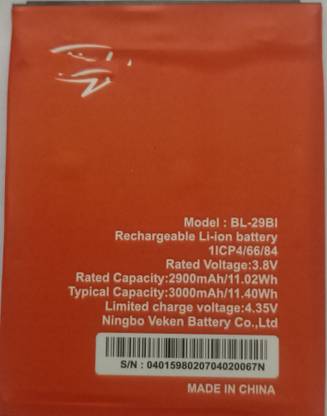 Model : BL-29BI
Rechargeable Li-ion battery
1ICP4/66/84
Rated Voltage:3.8V
Rated Capacity:2900mAh/11.02Wh
Typical Capacity:3000mAh/11.40Wh
Limited charge voltage:4.35V
Ningbo Veken Battery Co.,Ltd
S/N : 0401598020704020067N
MADE IN CHINA